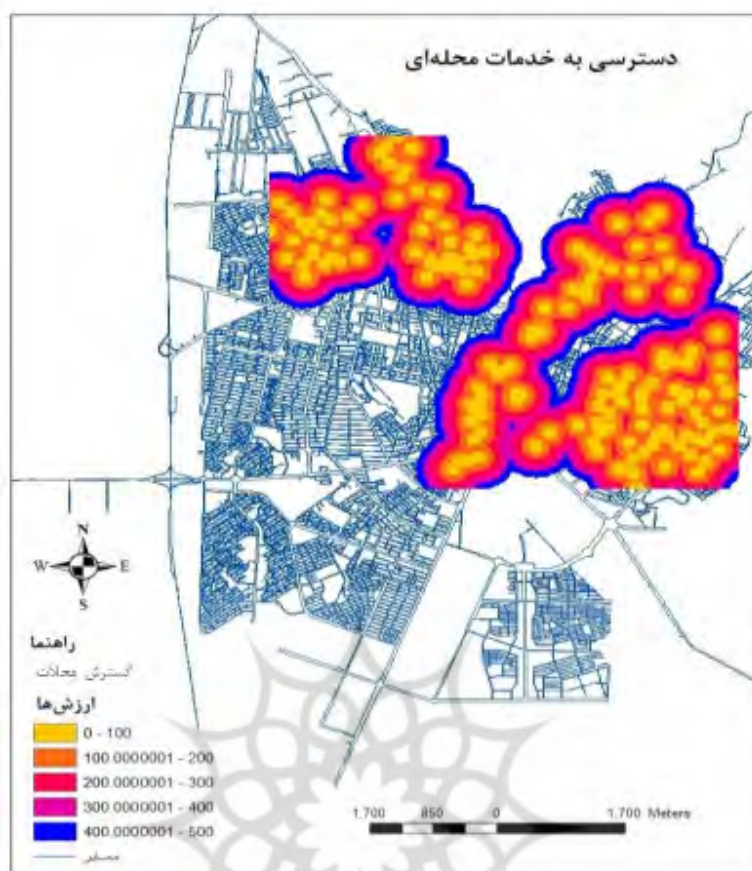 دسترسی به خدمات محله‌ای
N
W E
S
راهنما
گسترش محلات
ارزش‌ها
0 - 100
100.0000001 - 200
200.0000001 - 300
300.0000001 - 400
400.0000001 - 500
معابر
1,700 850 0 1,700 Meters